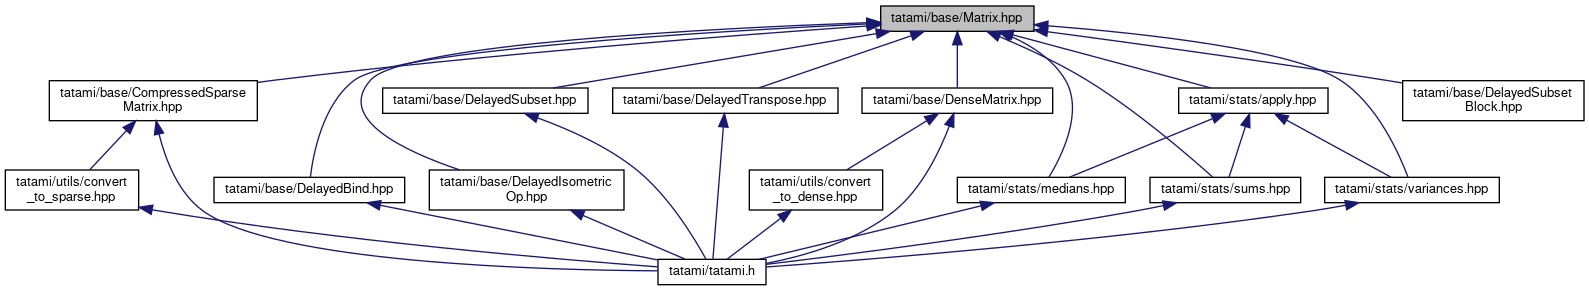 tatami/base/Matrix.hpp
tatami/base/CompressedSparse
Matrix.hpp
tatami/base/DelayedSubset.hpp
tatami/base/DelayedTranspose.hpp
tatami/base/DenseMatrix.hpp
tatami/stats/apply.hpp
tatami/base/DelayedSubset
Block.hpp
tatami/utils/convert
_to_sparse.hpp
tatami/base/DelayedBind.hpp
tatami/base/DelayedIsometric
Op.hpp
tatami/utils/convert
_to_dense.hpp
tatami/stats/medians.hpp
tatami/stats/sums.hpp
tatami/stats/variances.hpp
tatami/tatami.h